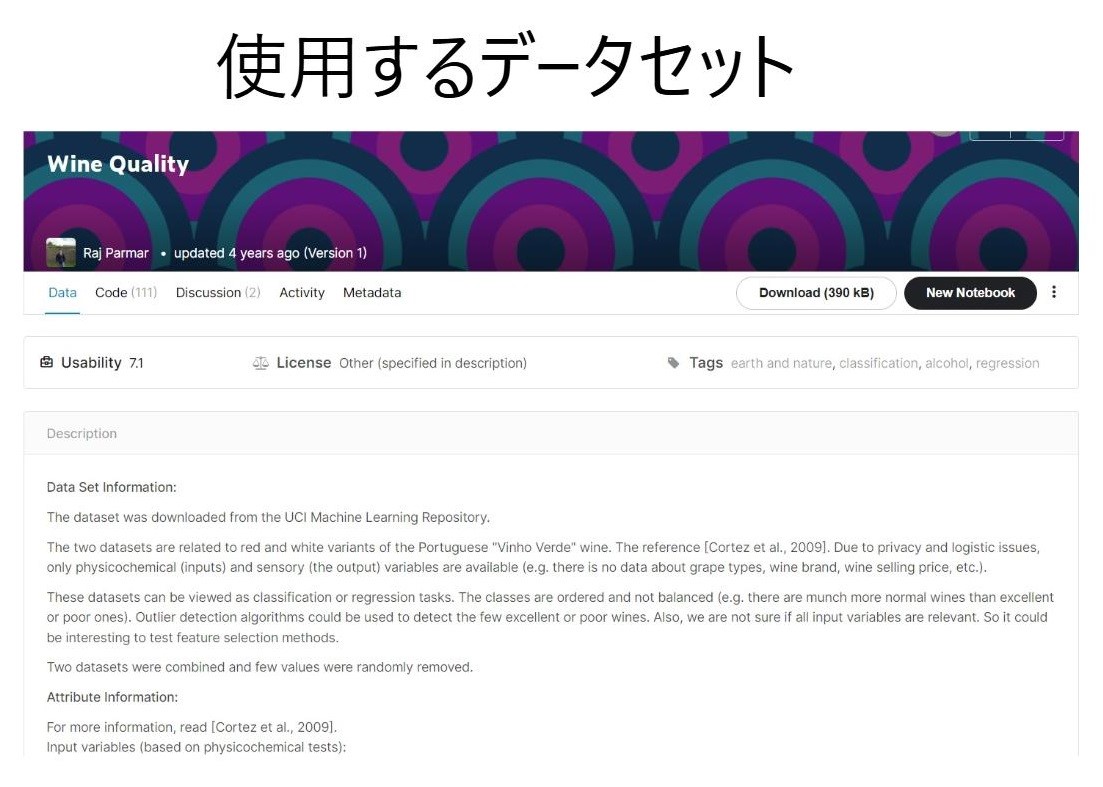 使用するデータセット
Wine Quality
Raj Parmar • updated 4 years ago (Version 1)
Data Code (111) Discussion (2) Activity Metadata Download (390 kB) New Notebook
Usability 7.1 License Other (specified in description) Tags earth and nature, classification, alcohol, regression
Description
Data Set Information:
The dataset was downloaded from the UCI Machine Learning Repository.
The two datasets are related to red and white variants of the Portuguese "Vinho Verde" wine. The reference [Cortez et al., 2009]. Due to privacy and logistic issues,
only physicochemical (inputs) and sensory (the output) variables are available (e.g. there is no data about grape types, wine brand, wine selling price, etc.).
These datasets can be viewed as classification or regression tasks. The classes are ordered and not balanced (e.g. there are munch more normal wines than excellent
or poor ones). Outlier detection algorithms could be used to detect the few excellent or poor wines. Also, we are not sure if all input variables are relevant. So it could
be interesting to test feature selection methods.
Two datasets were combined and few values were randomly removed.
Attribute Information:
For more information, read [Cortez et al., 2009].
Input variables (based on physicochemical tests):